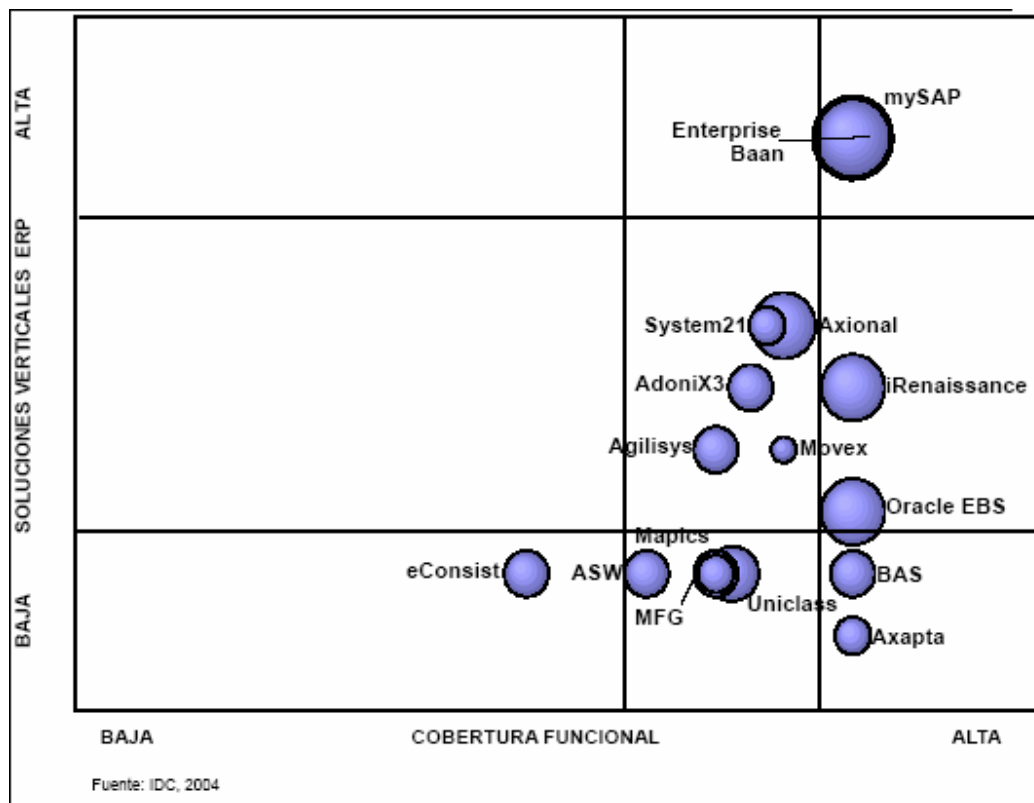 ALTA
SOLUCIONES VERTICALES ERP
BAJA
mySAP
Enterprise
Baan
System21
Axional
AdoniX3
iRenaissance
Agilisys
Movex
Oracle EBS
Mapics
eConsist
ASW
BAS
MFG
Uniclass
Axapta
BAJA
COBERTURA FUNCIONAL
ALTA
Fuente: IDC, 2004